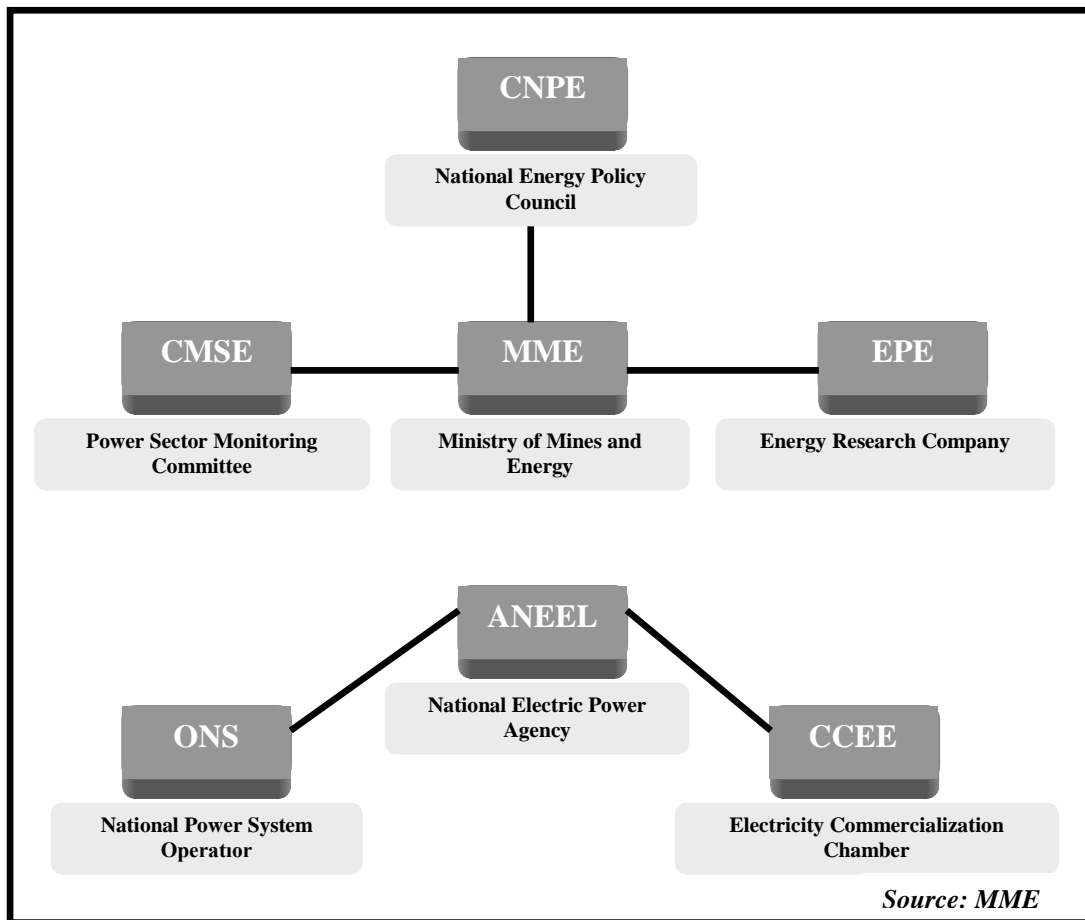 CNPE
National Energy Policy
Council
CMSE
MME
EPE
Power Sector Monitoring
Committee
Ministry of Mines and
Energy
Energy Research Company
ANEEL
National Electric Power
Agency
ONS
CCEE
National Power System
Operator
Electricity Commercialization
Chamber
Source: MME